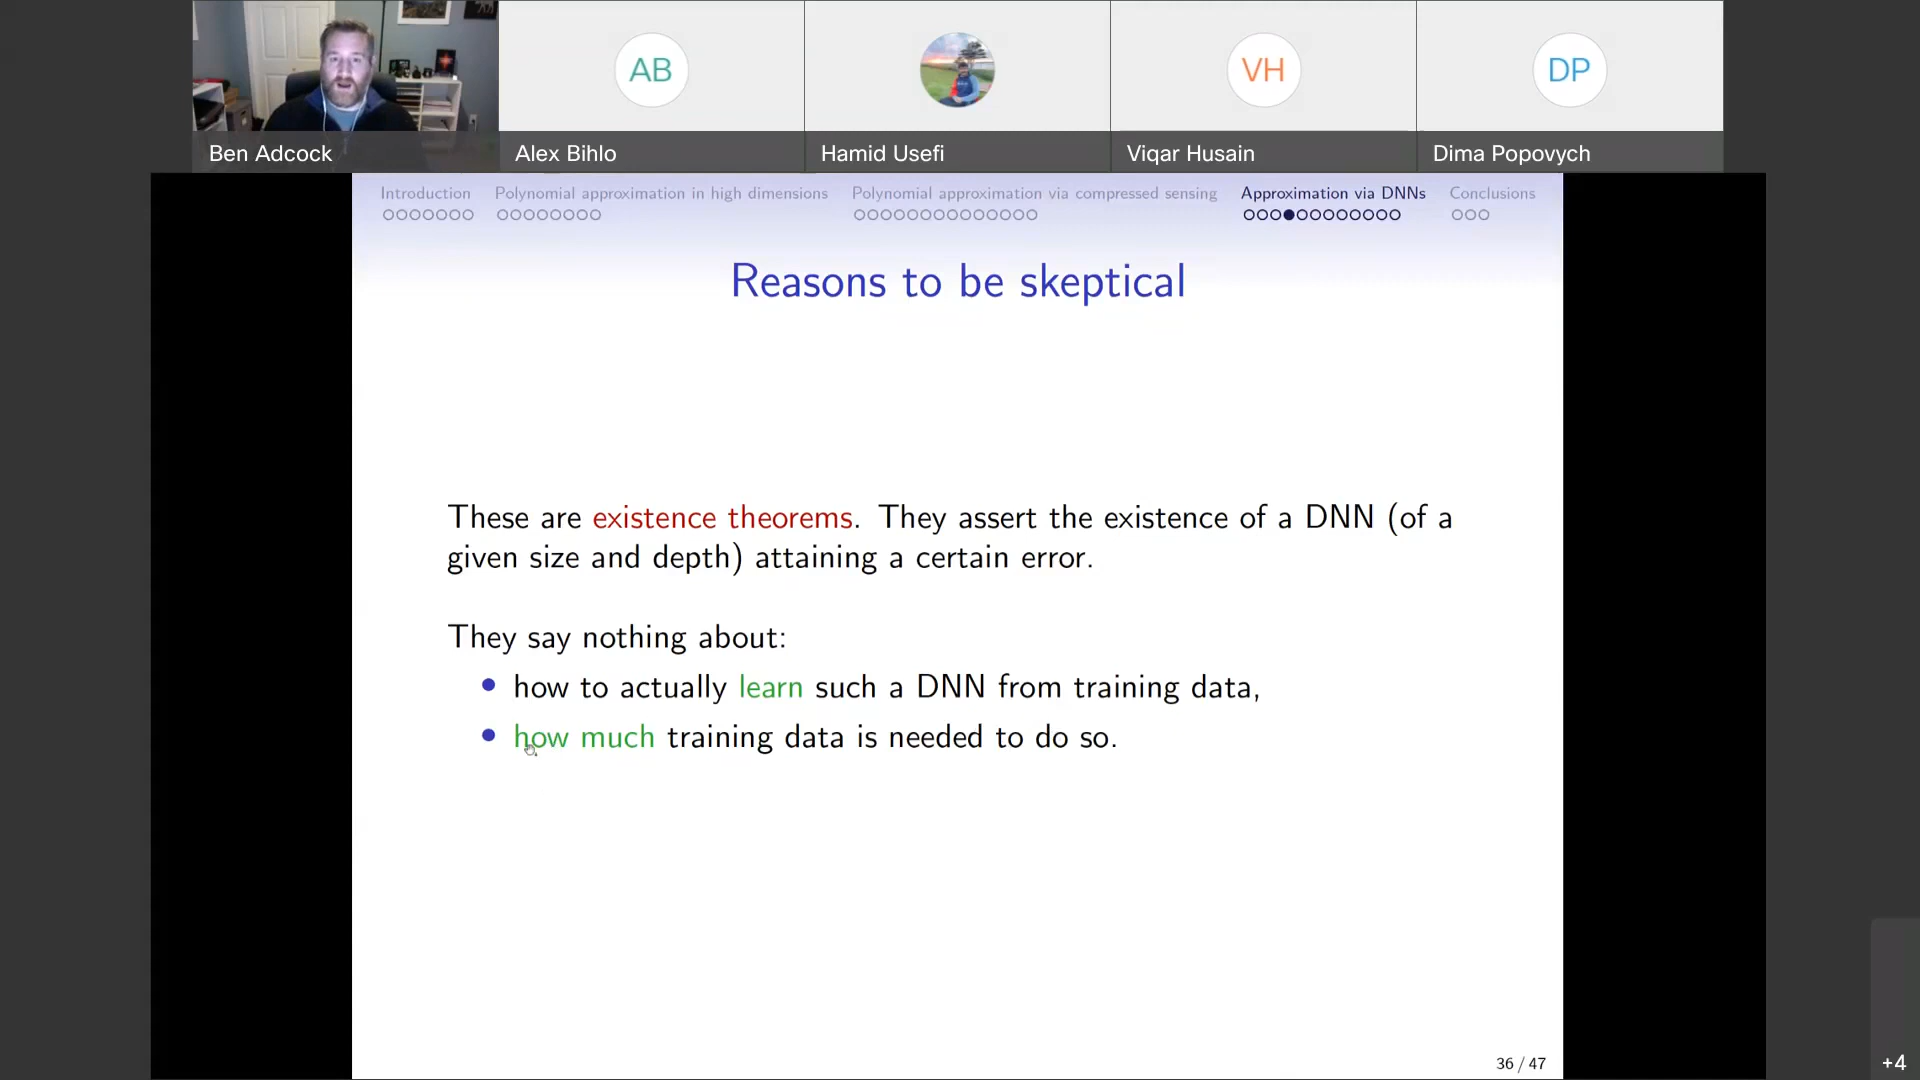 AB
VH
DP
Ben Adcock
Alex Bihlo
Hamid Usefi
Viqar Husain
Dima Popovych
Introduction
Polynomial approximation in high dimensions
Polynomial approximation via compressed sensing
Approximation via DNNs
Conclusions
Reasons to be skeptical
These are existence theorems. They assert the existence of a DNN (of a
given size and depth) attaining a certain error.
They say nothing about:
• how to actually learn such a DNN from training data,
• how much training data is needed to do so.
36 / 47
+4